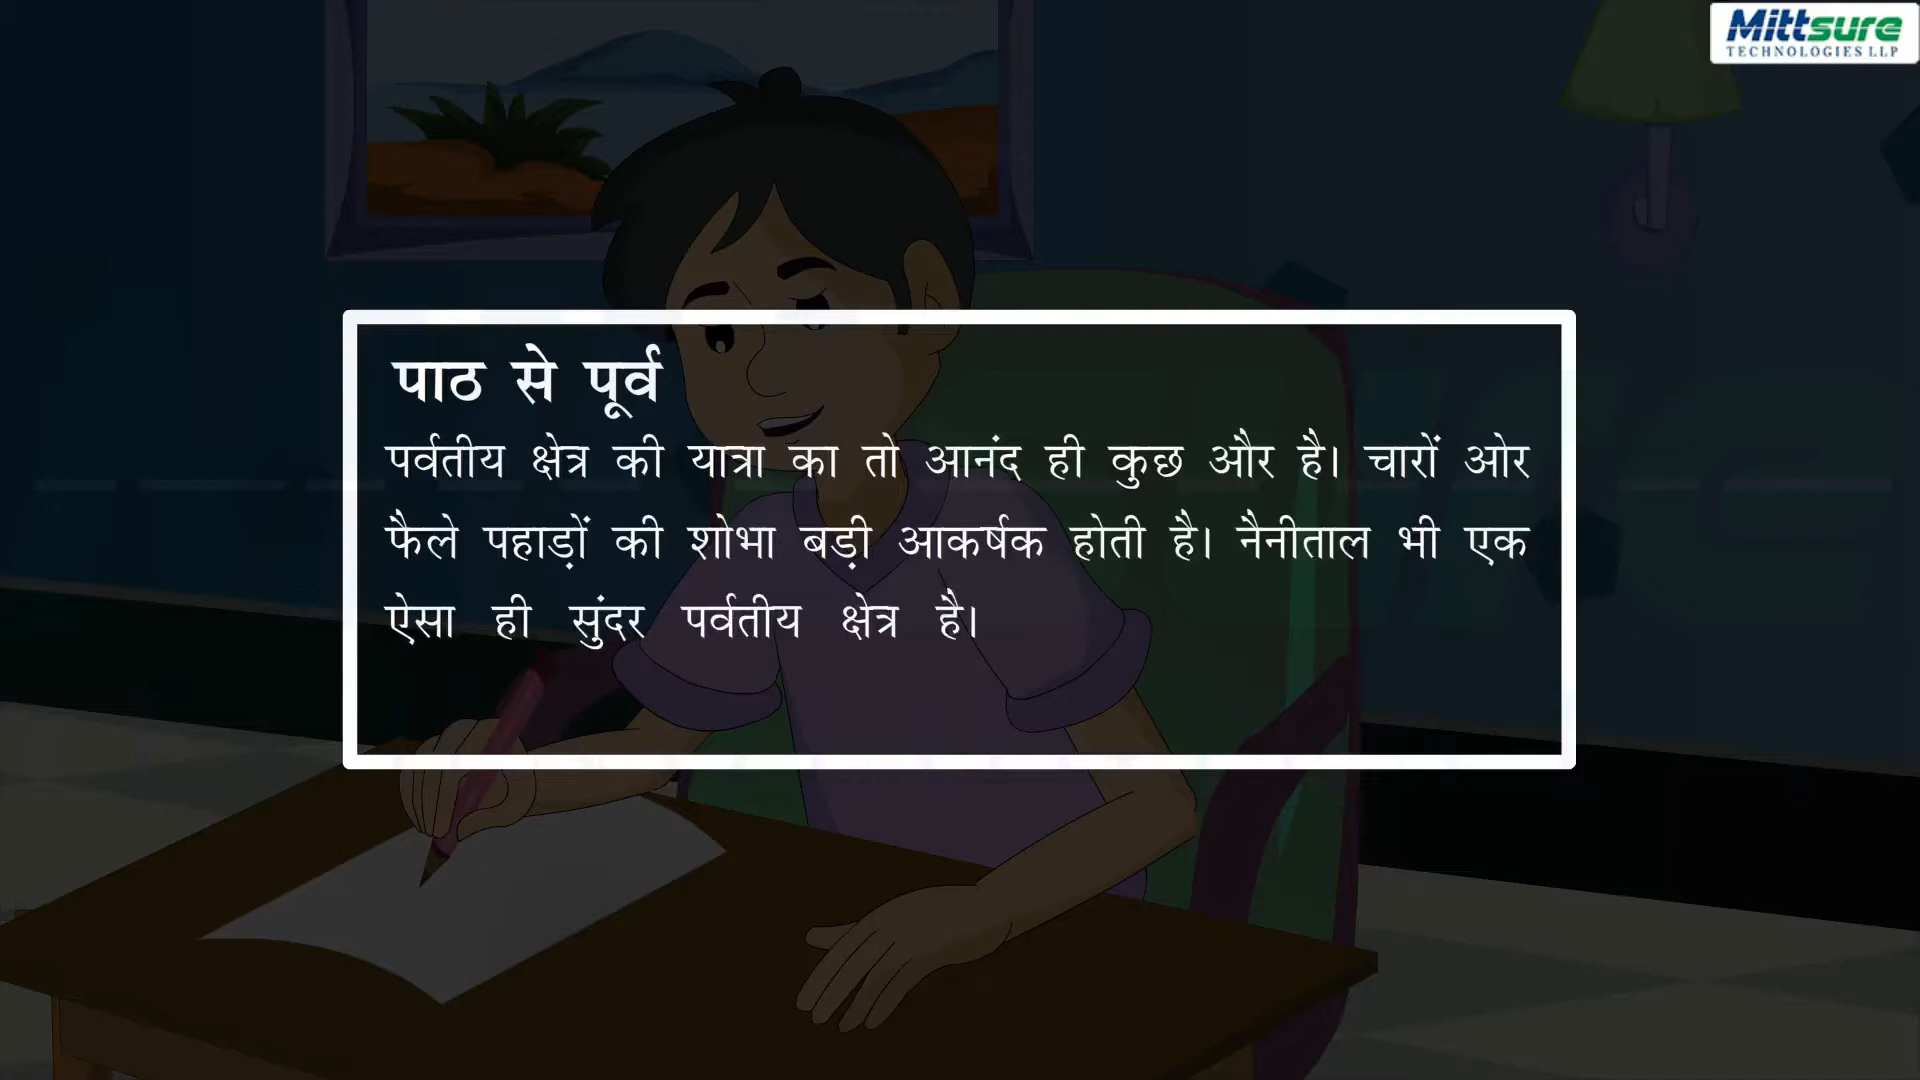 Mittsure
TECHNOLOGIES LLP
पाठ से पूर्व
पर्वतीय क्षेत्र की यात्रा का तो आनंद ही कुछ और है। चारों ओर
फैले पहाड़ों की शोभा बड़ी आकर्षक होती है। नैनीताल भी एक
ऐसा ही सुंदर पर्वतीय क्षेत्र है।